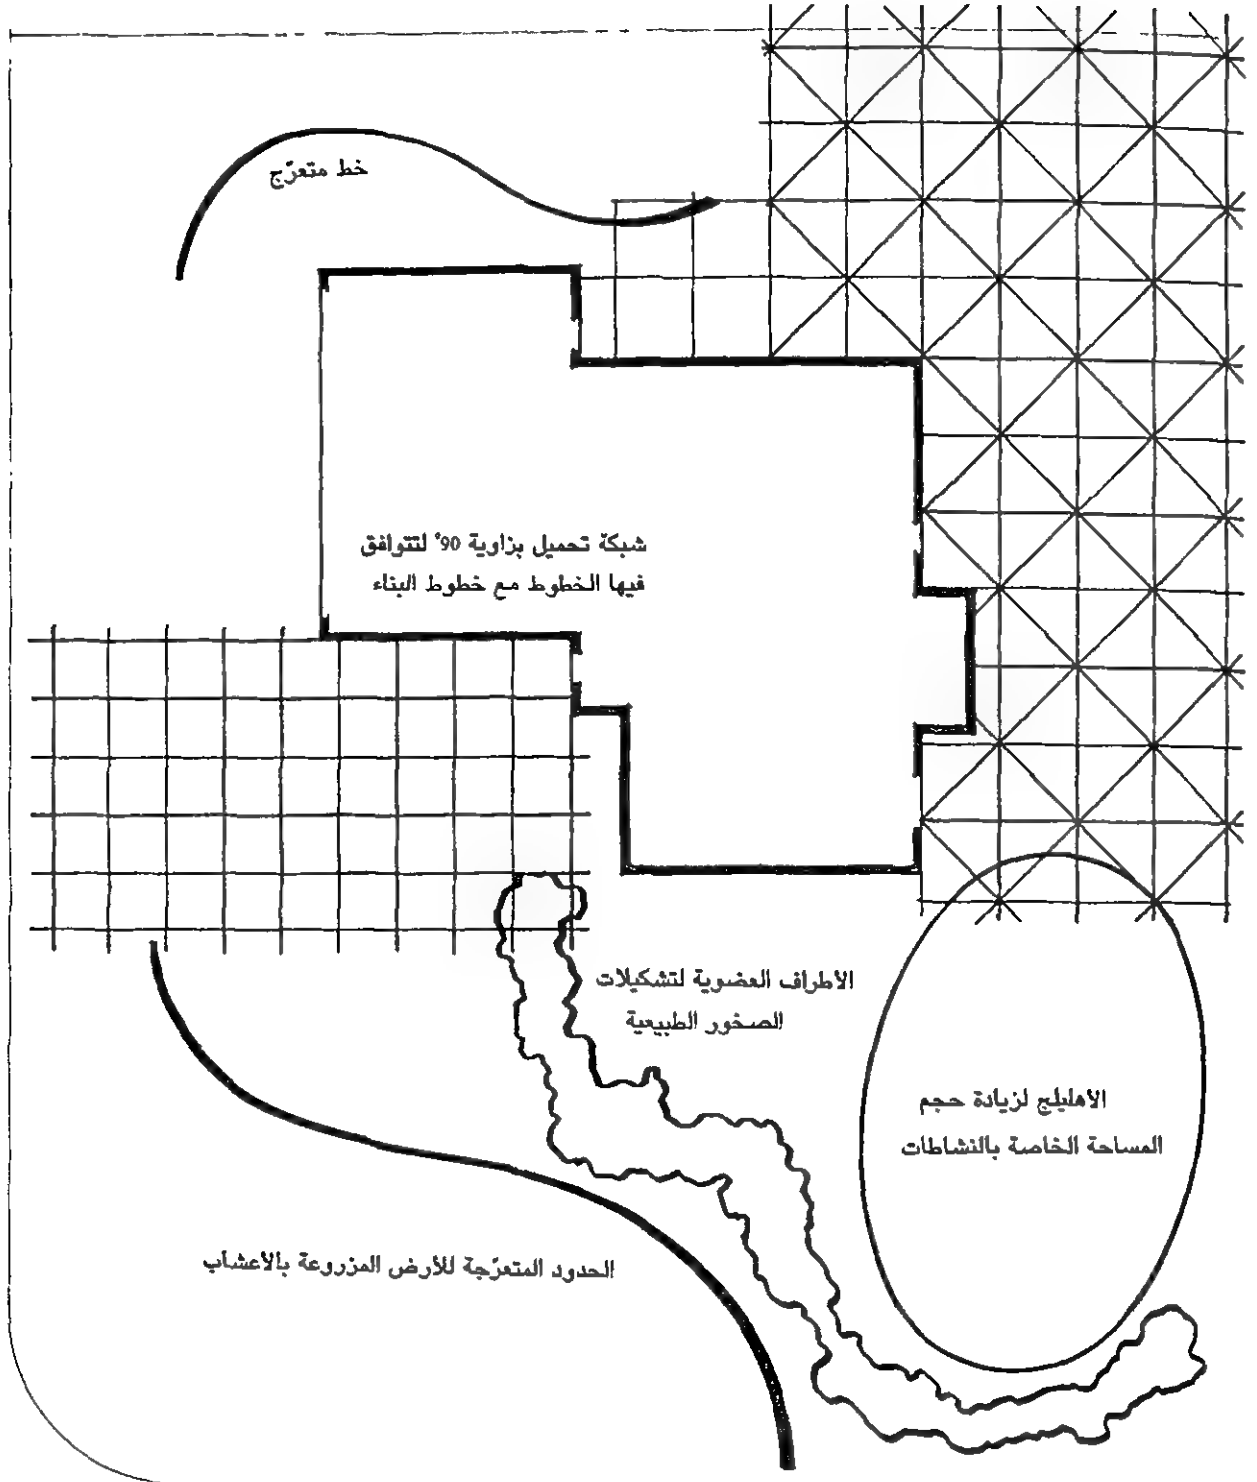 خط متعرّج
شبكة تحميل بزاوية 90° لتتوافق
فيها الخطوط مع خطوط البناء
الأطراف العضوية لتشكيلات
الصخور الطبيعية
الاهليلج لزيادة حجم
المساحة الخاصة بالنشاطات
الحدود المتعرّجة للأرض المزروعة بالأعشاب